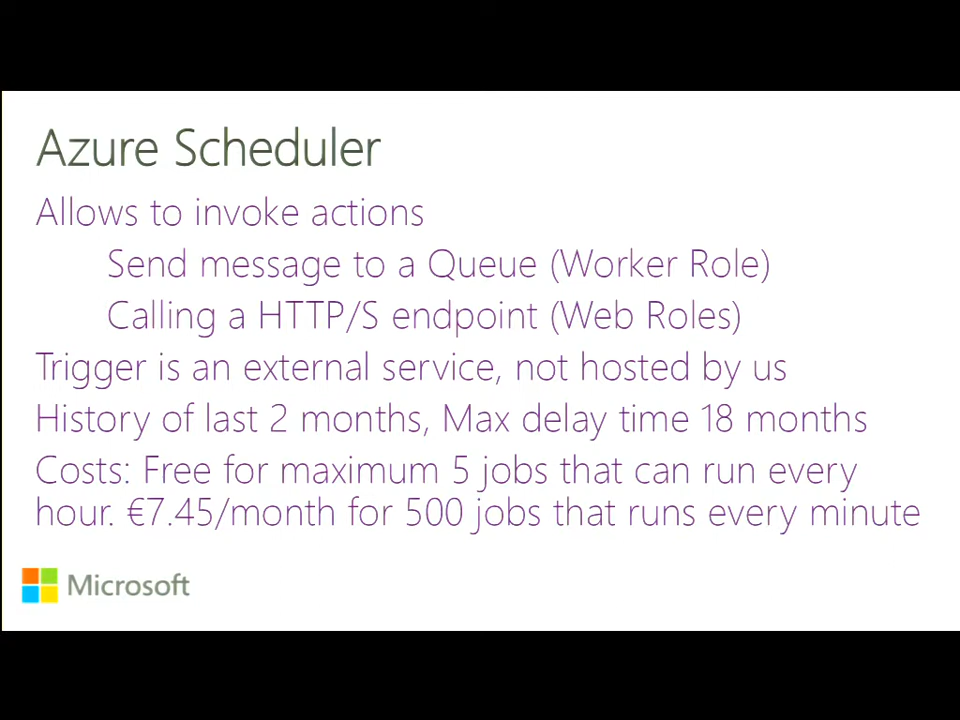 Azure Scheduler
Allows to invoke actions
Send message to a Queue (Worker Role)
Calling a HTTP/S endpoint (Web Roles)
Trigger is an external service, not hosted by us
History of last 2 months, Max delay time 18 months
Costs: Free for maximum 5 jobs that can run every
hour. €7.45/month for 500 jobs that runs every minute
Microsoft